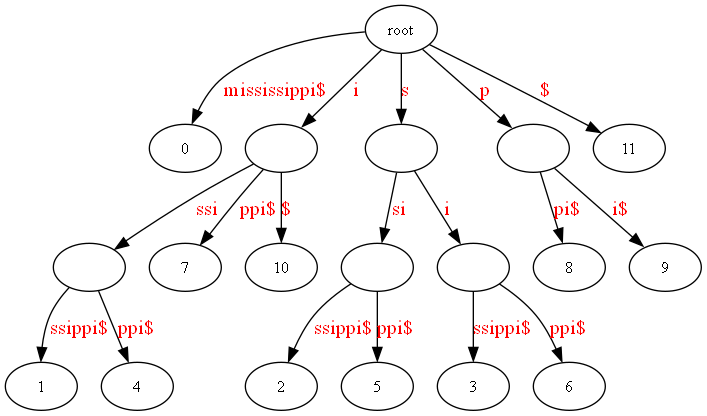 root
mississippi$ i s p $
0 11
ssi ppi$ $ si i pi$ i$
7 10 8 9
ssippi$ ppi$ ssippi$ ppi$ ssippi$ ppi$
1 4 2 5 3 6